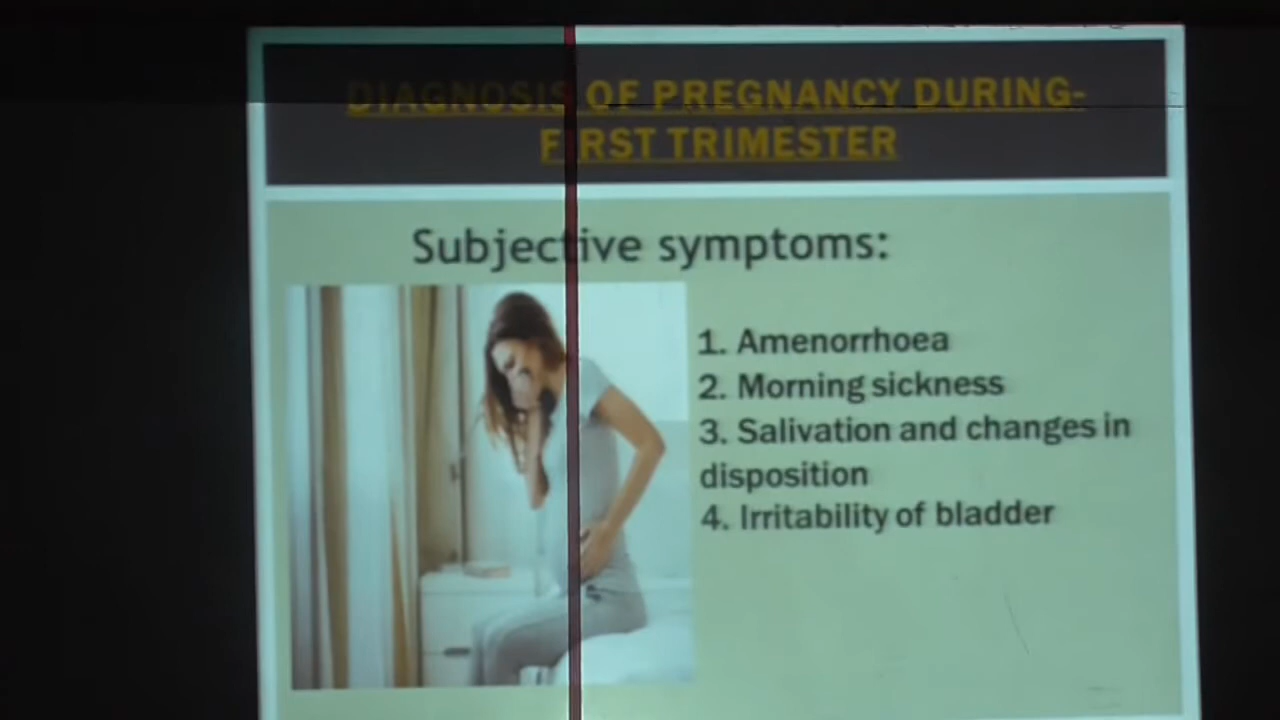 DIAGNOSIS OF PREGNANCY DURING-
FIRST TRIMESTER
Subjective symptoms:
1. Amenorrhoea
2. Morning sickness
3. Salivation and changes in
disposition
4. Irritability of bladder